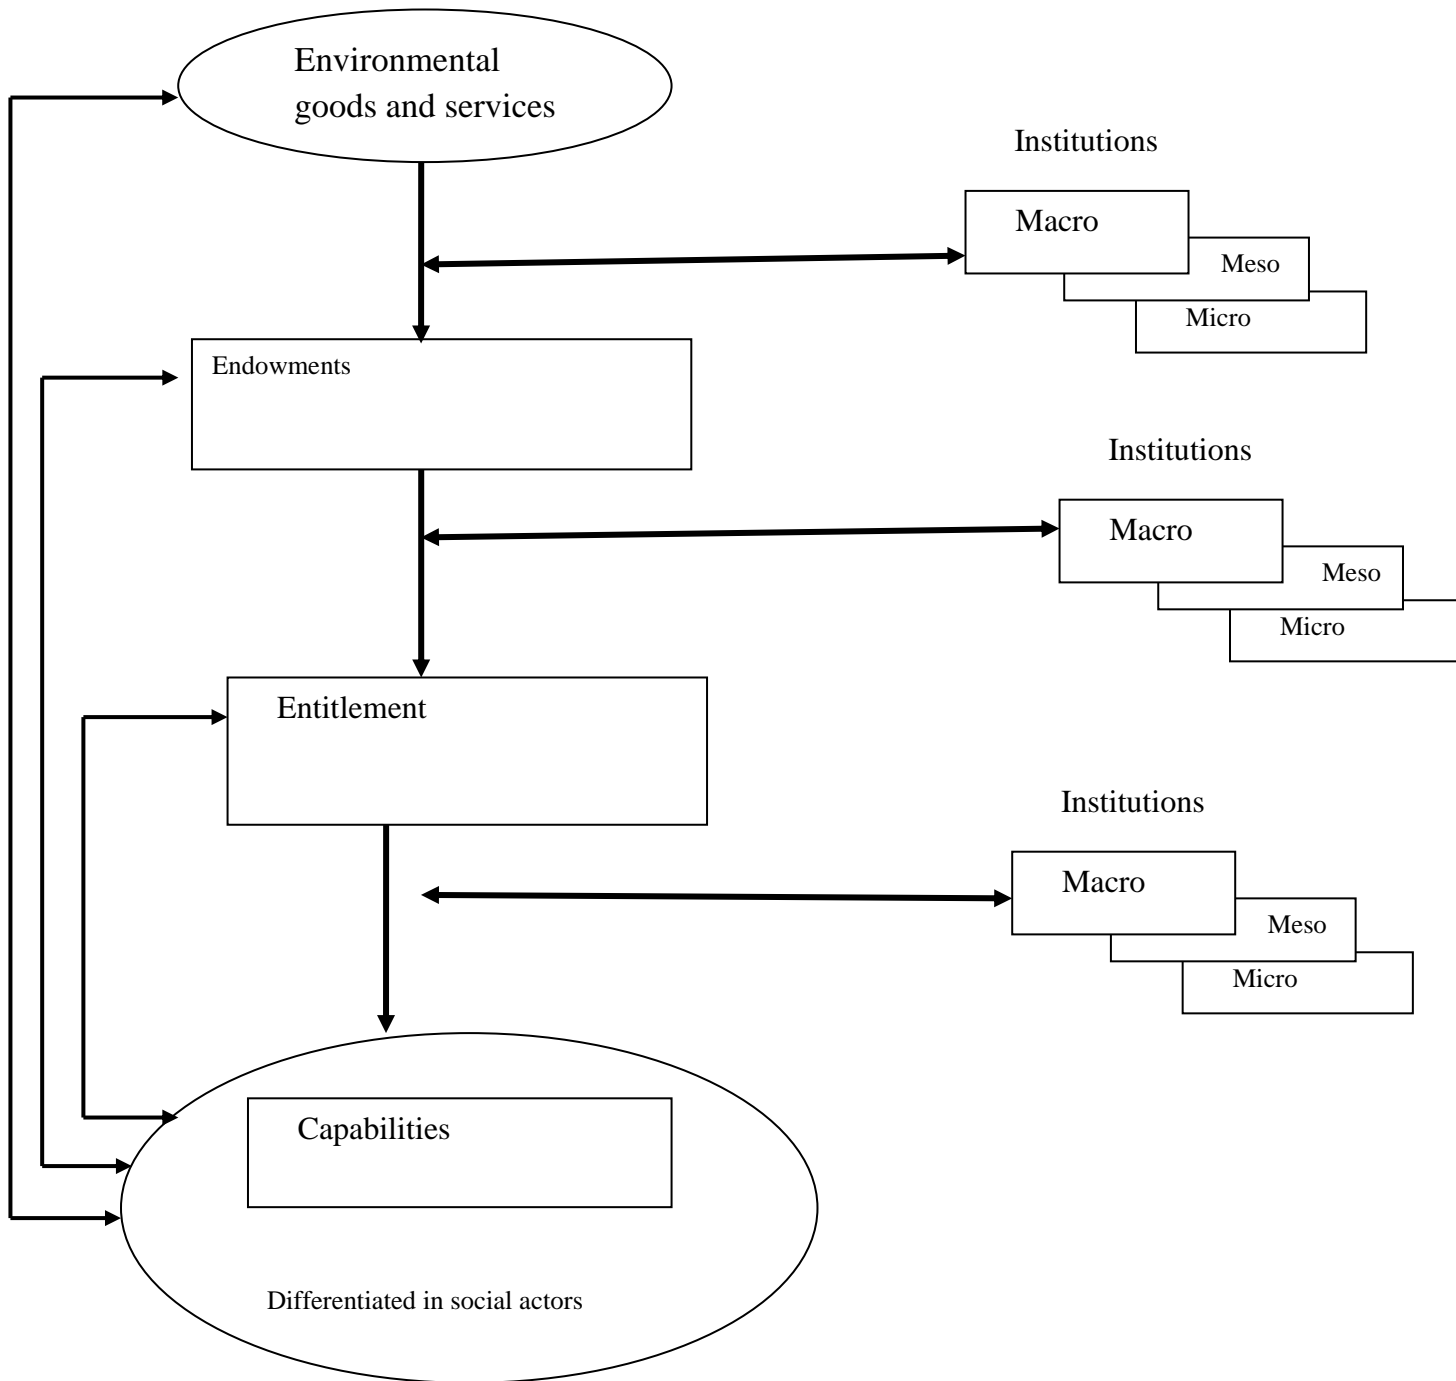 Environmental
goods and services
Institutions
Macro
Meso
Micro
Endowments
Institutions
Macro
Meso
Micro
Entitlement
Institutions
Macro
Meso
Micro
Capabilities
Differentiated in social actors